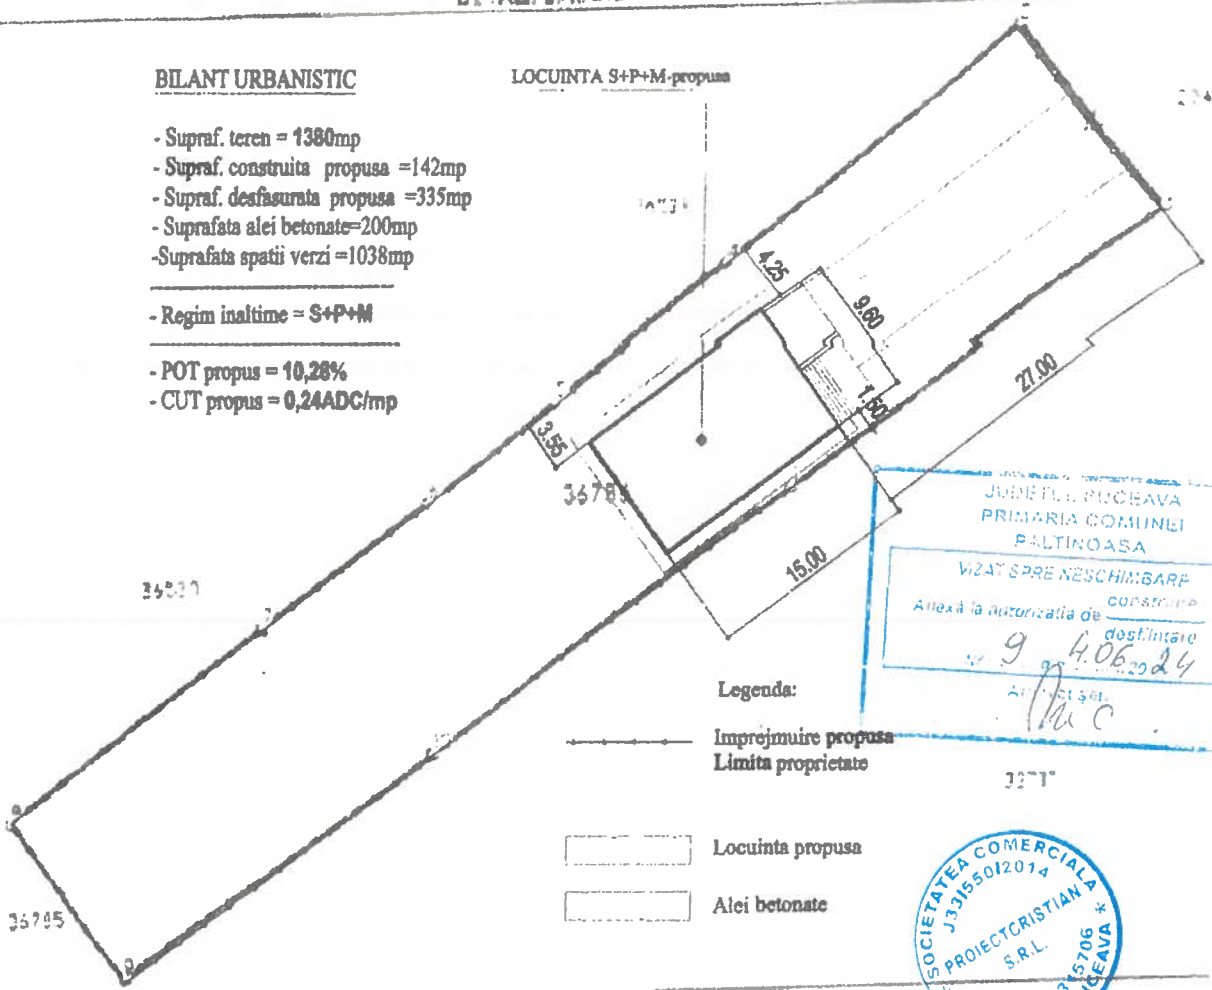 BILANT URBANISTIC
- Supraf. teren = 1380mp
- Supraf. construita propusa =142mp
- Supraf. desfasurata propusa =335mp
- Suprafata alei betonate=200mp
-Suprafata spatii verzi =1038mp
- Regim inaltime = S+P+M
- POT propus = 10,28%
- CUT propus = 0,24ADC/mp
LOCUINTA S+P+M-propusa
4.25
9.60
3.55
1.50
27.00
15.00
36785
JUDETUL SUCEAVA
PRIMARIA COMUNEI
PALTINOASA
VIZAT SPRE NESCHIMBARE
Anexă la autorizatia de construire
desfiintare
9 4.06.2024
Legenda:
Imprejmuire propusa
Limita proprietate
Locuinta propusa
Alei betonate
SOCIETATEA COMERCIALA
J33/550/2014
PROIECTCRISTIAN
S.R.L.